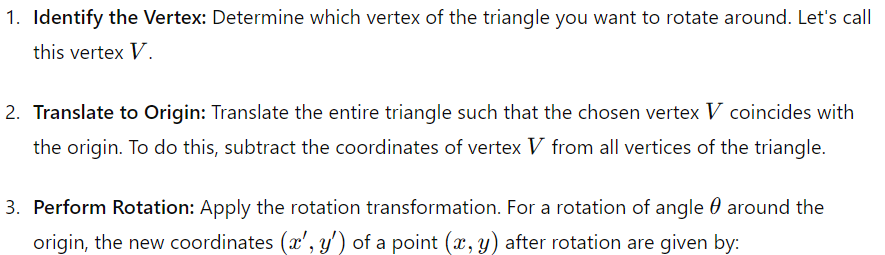 1. Identify the Vertex: Determine which vertex of the triangle you want to rotate around. Let's call
this vertex V.
2. Translate to Origin: Translate the entire triangle such that the chosen vertex V coincides with
the origin. To do this, subtract the coordinates of vertex V from all vertices of the triangle.
3. Perform Rotation: Apply the rotation transformation. For a rotation of angle θ around the
origin, the new coordinates (x′, y′) of a point (x, y) after rotation are given by: